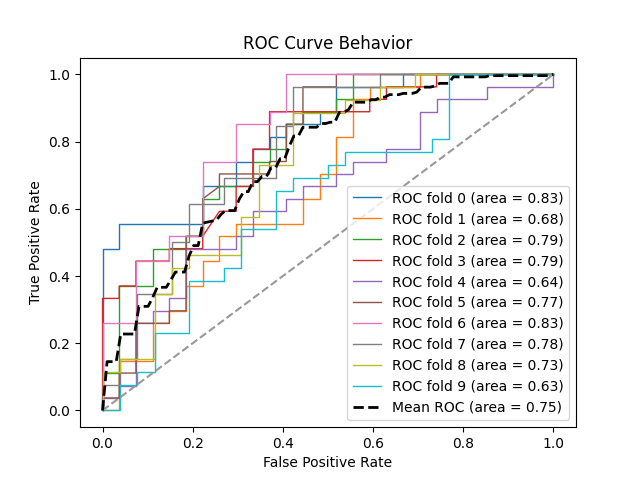 ROC Curve Behavior
True Positive Rate
1.0
0.8
0.6
0.4
0.2
0.0
ROC fold 0 (area = 0.83)
ROC fold 1 (area = 0.68)
ROC fold 2 (area = 0.79)
ROC fold 3 (area = 0.79)
ROC fold 4 (area = 0.64)
ROC fold 5 (area = 0.77)
ROC fold 6 (area = 0.83)
ROC fold 7 (area = 0.78)
ROC fold 8 (area = 0.73)
ROC fold 9 (area = 0.63)
Mean ROC (area = 0.75)
0.0 0.2 0.4 0.6 0.8 1.0
False Positive Rate